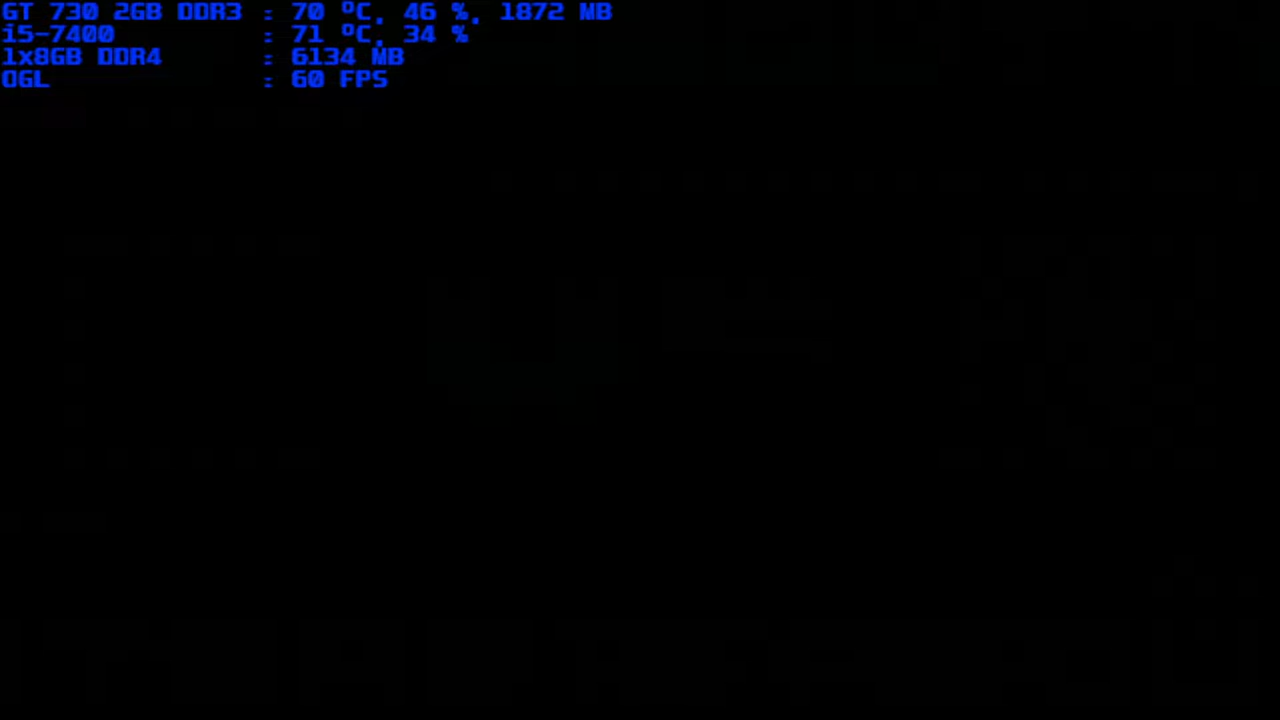 GT 730 2GB DDR3 : 70 ºC, 46 %, 1872 MB
i5-7400 : 71 ºC, 34 %
1x8GB DDR4 : 6134 MB
OGL : 60 FPS